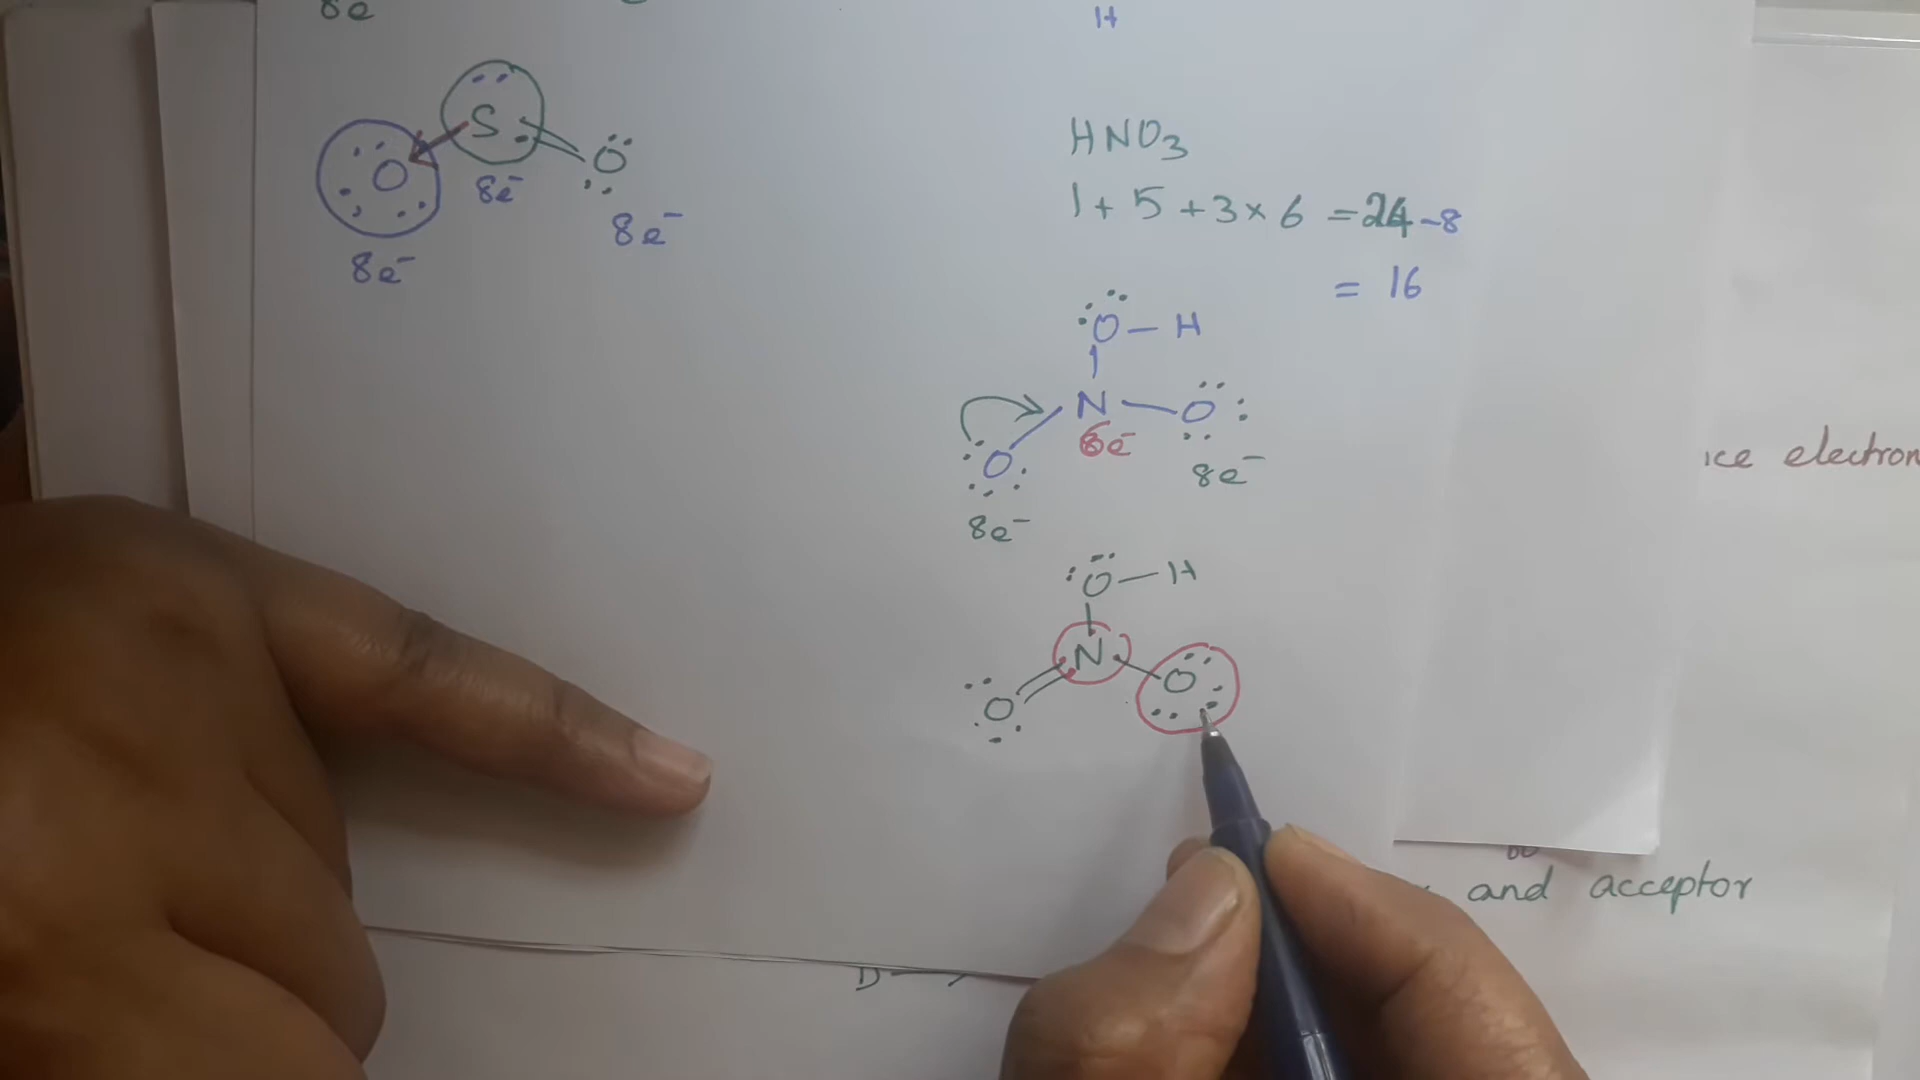 8e
H
S
O
O
8e⁻
8e⁻
8e⁻
HNO3
1 + 5 + 3 × 6 = 24 - 8
= 16
O — H
N — O
8e⁻
O
8e⁻
8e⁻
ice electron
O — H
N
O
O
and acceptor
D